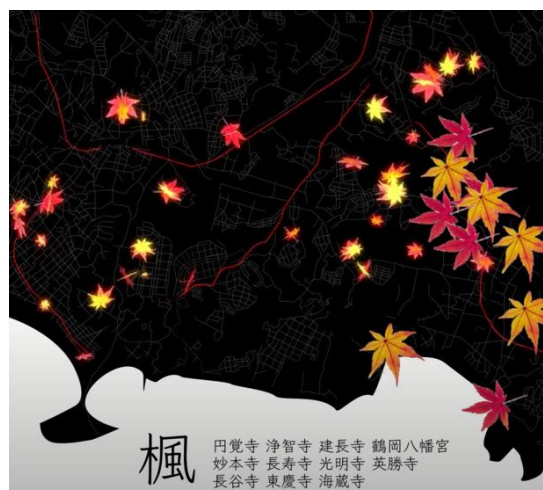 楓
円覚寺 浄智寺 建長寺 鶴岡八幡宮
妙本寺 長寿寺 光明寺 英勝寺
長谷寺 東慶寺 海蔵寺